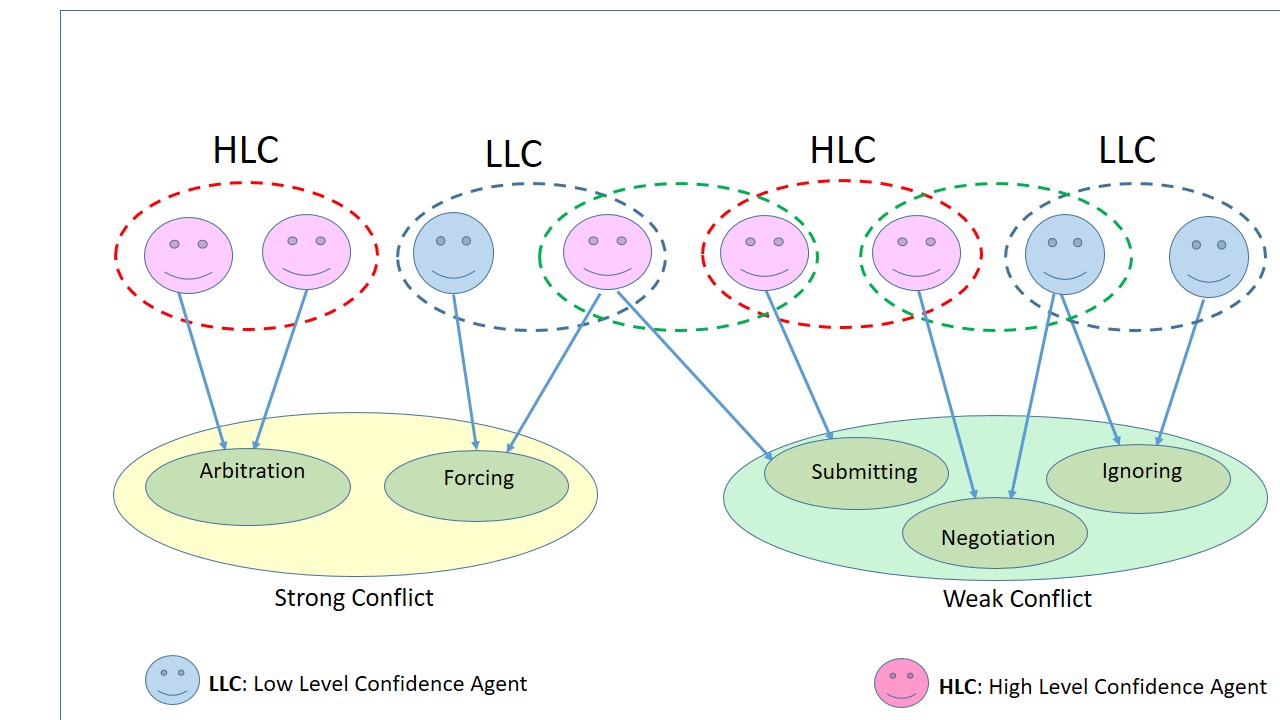 HLC
LLC
HLC
LLC
Arbitration
Forcing
Submitting
Ignoring
Negotiation
Strong Conflict
Weak Conflict
LLC: Low Level Confidence Agent
HLC: High Level Confidence Agent